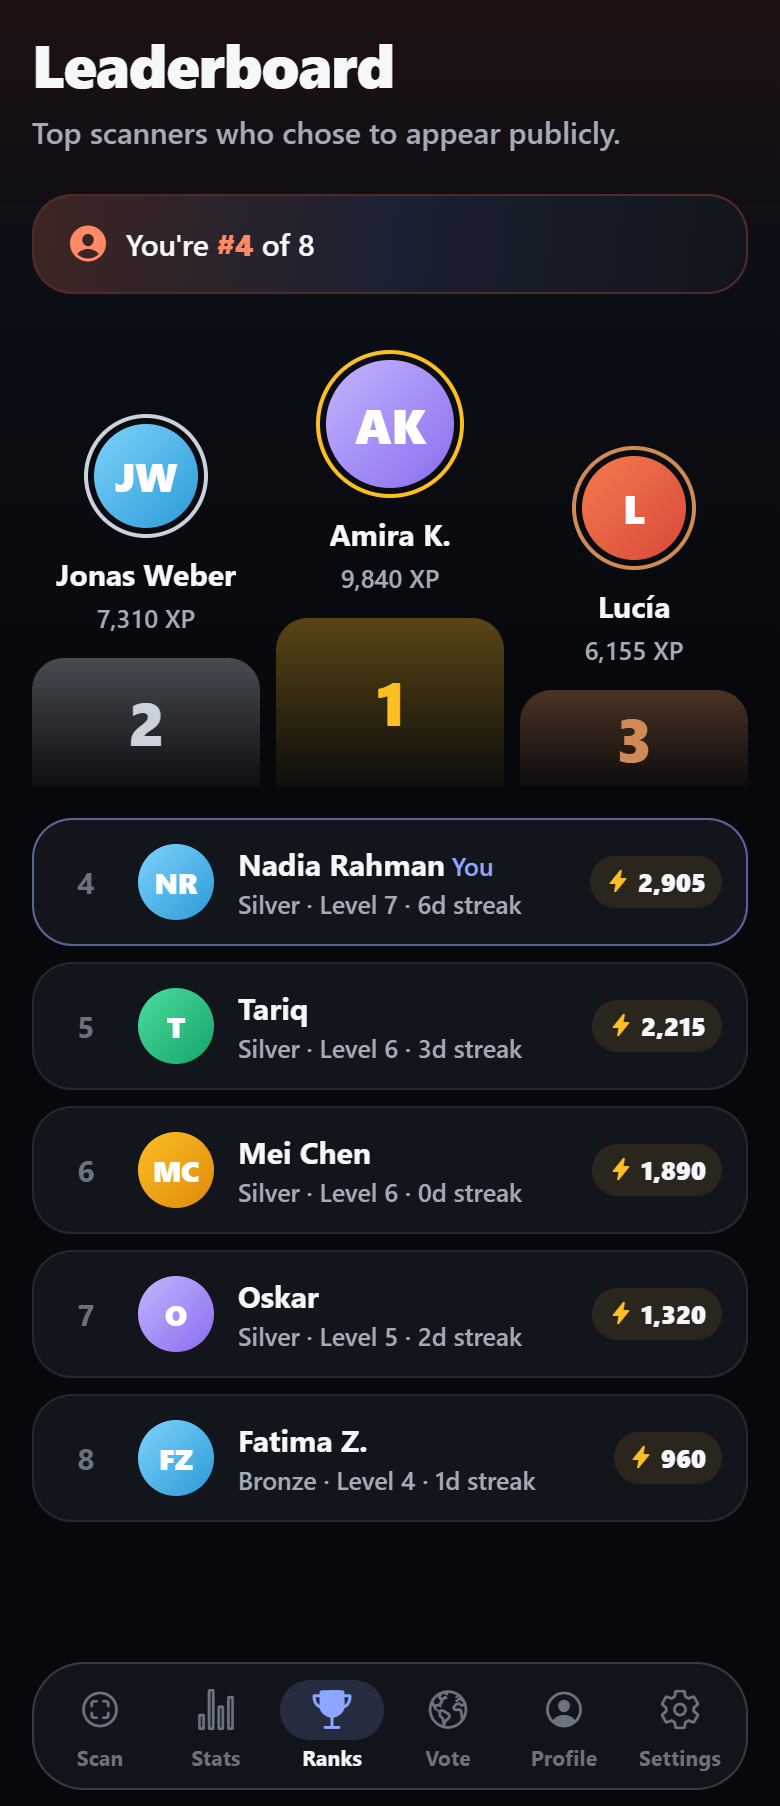 Leaderboard
Top scanners who chose to appear publicly.
You're #4 of 8
AK
Amira K.
9,840 XP
1
JW
Jonas Weber
7,310 XP
2
L
Lucía
6,155 XP
3
4
NR
Nadia Rahman You
Silver · Level 7 · 6d streak
2,905
5
T
Tariq
Silver · Level 6 · 3d streak
2,215
6
MC
Mei Chen
Silver · Level 6 · 0d streak
1,890
7
O
Oskar
Silver · Level 5 · 2d streak
1,320
8
FZ
Fatima Z.
Bronze · Level 4 · 1d streak
960
Scan
Stats
Ranks
Vote
Profile
Settings